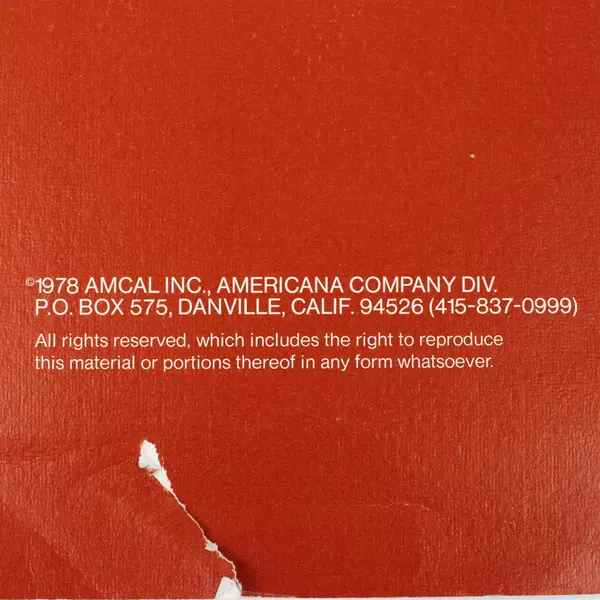 ©1978 AMCAL INC., AMERICANA COMPANY DIV.
P.O. BOX 575, DANVILLE, CALIF. 94526 (415-837-0999)
All rights reserved, which includes the right to reproduce
this material or portions thereof in any form whatsoever.